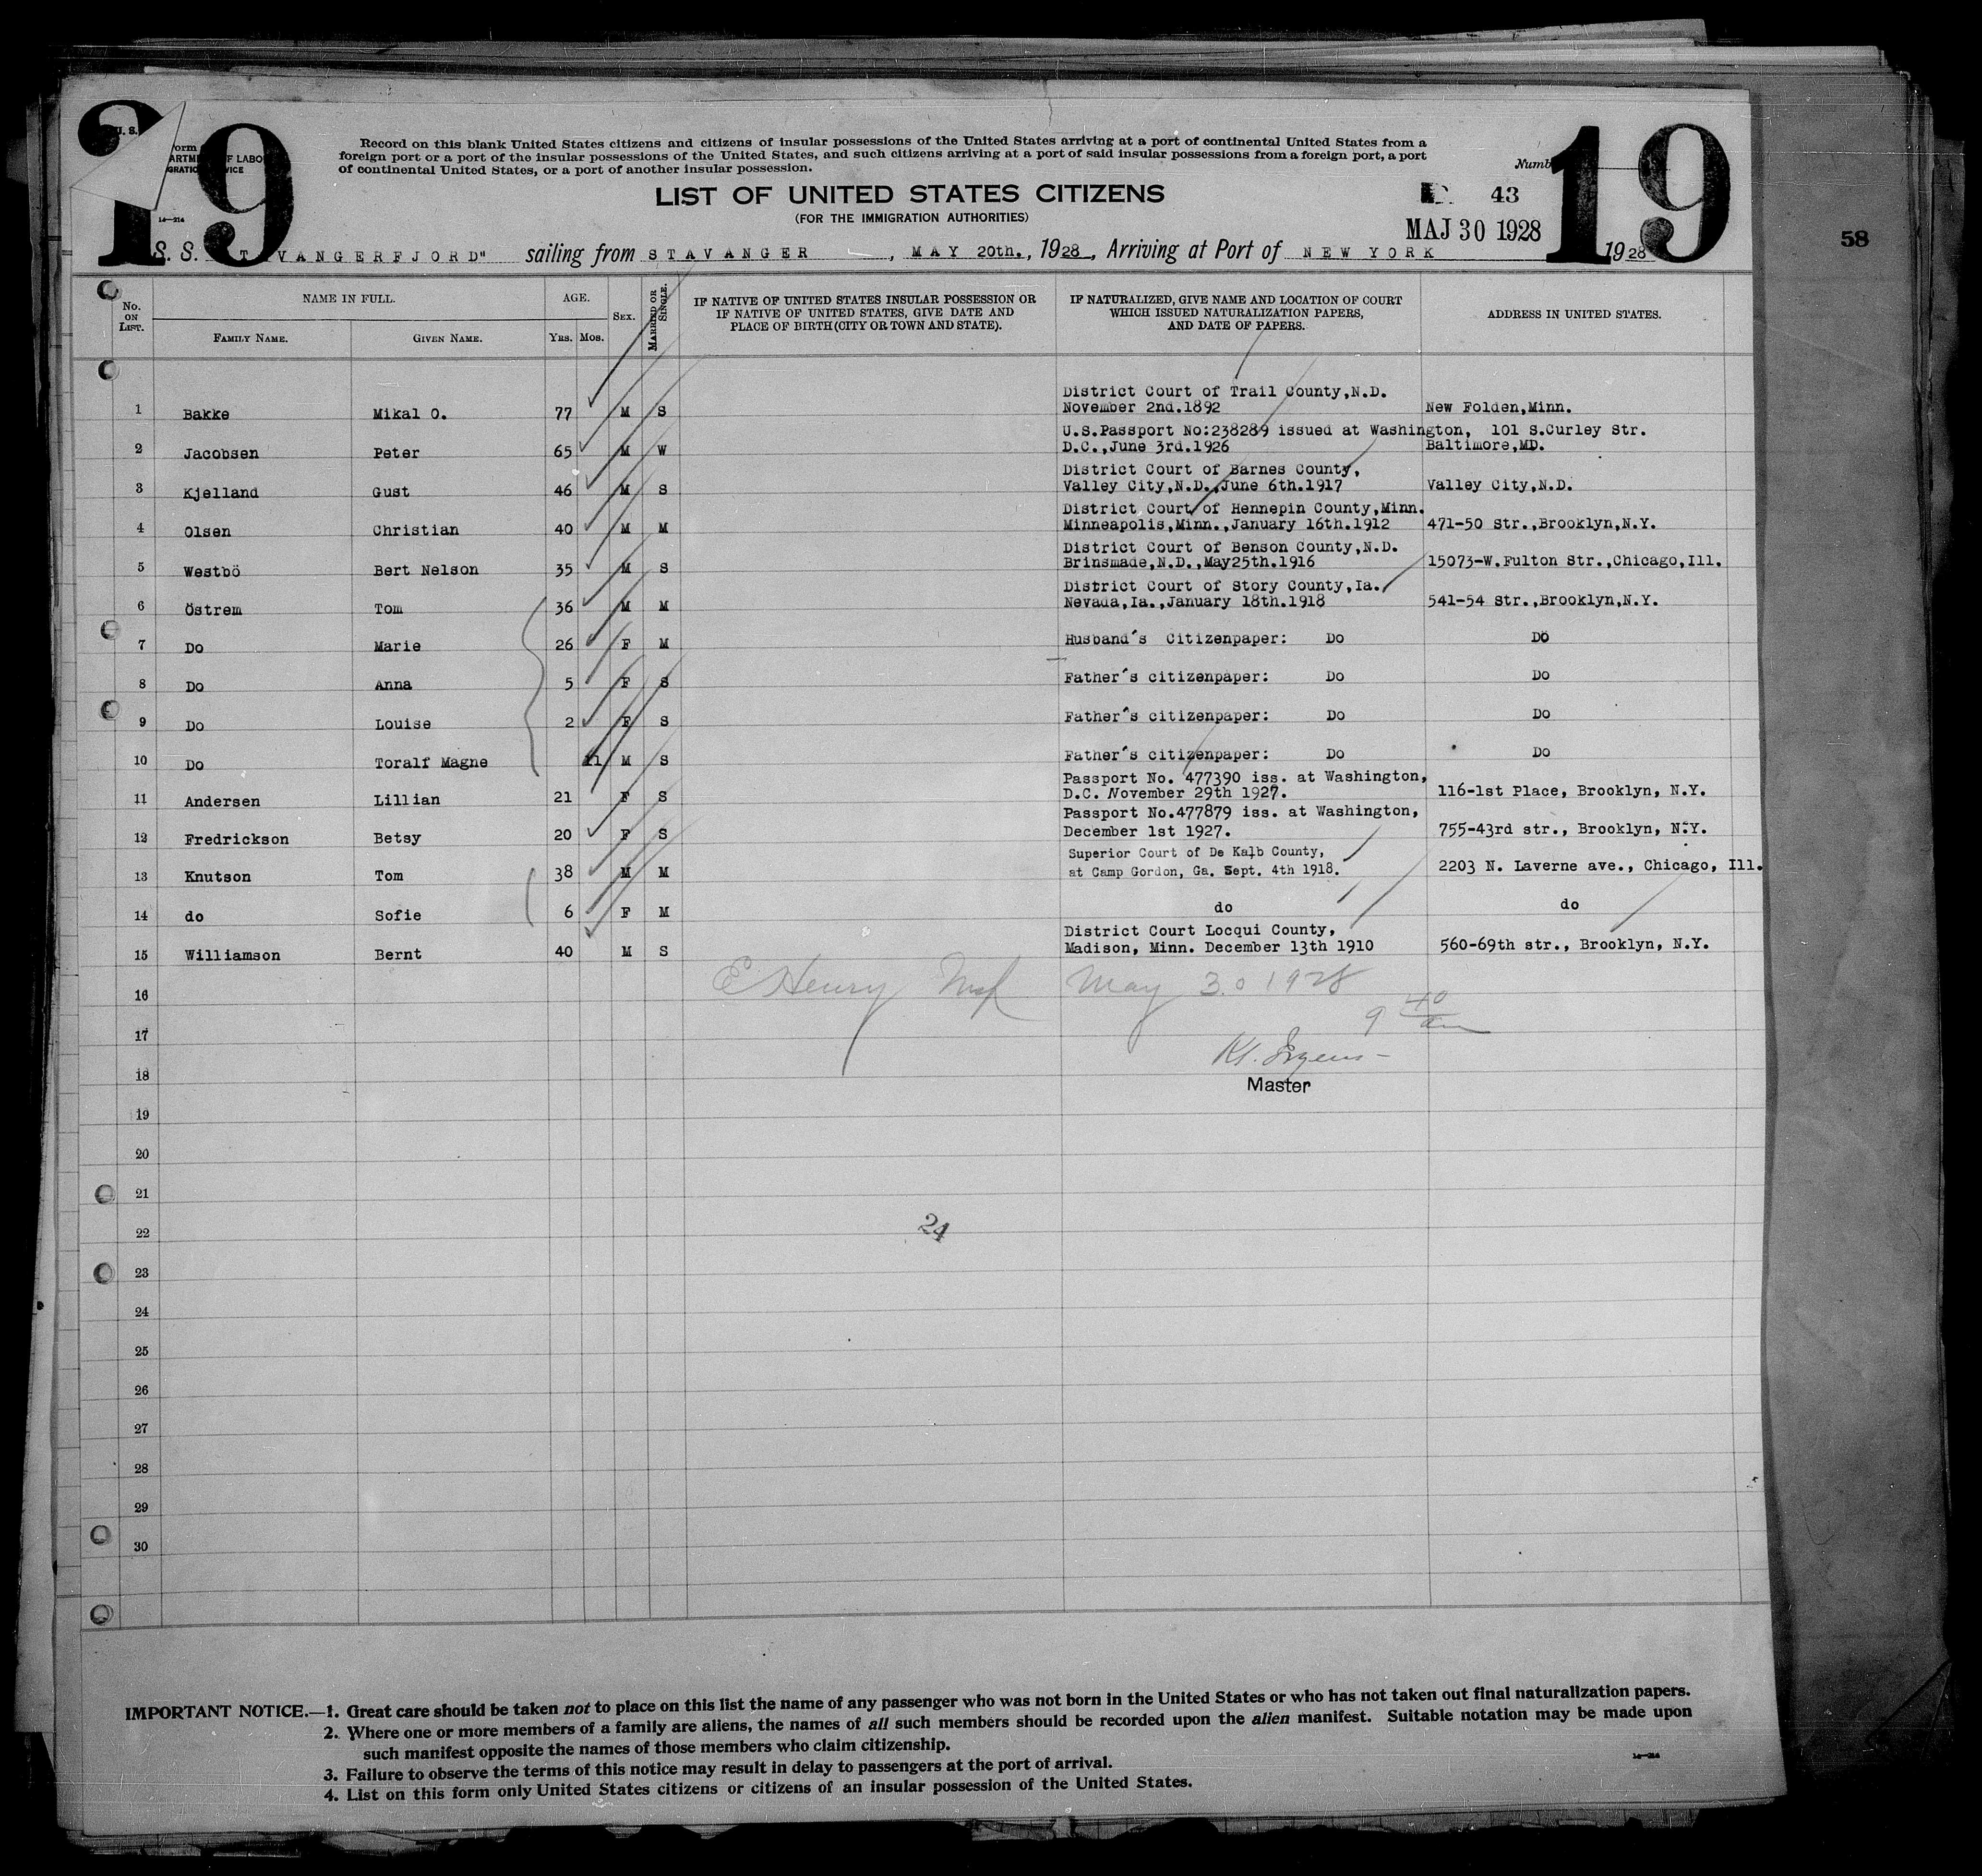 19
U. S.
orm
ARTM F LABO
GRATIO VICE
14—214
Record on this blank United States citizens and citizens of insular possessions of the United States arriving at a port of continental United States from a
foreign port or a port of the insular possessions of the United States, and such citizens arriving at a port of said insular possessions from a foreign port, a port
of continental United States, or a port of another insular possession.
LIST OF UNITED STATES CITIZENS
(FOR THE IMMIGRATION AUTHORITIES)
Numb
19
43
MAJ 30 1928
58
S. S. TAVANGERFJORD" sailing from STAVANGER, MAY 20th., 1928, Arriving at Port of NEW YORK 1928
No. ON LIST. NAME IN FULL. AGE. SEX. MARRIED OR SINGLE. IF NATIVE OF UNITED STATES INSULAR POSSESSION OR IF NATIVE OF UNITED STATES, GIVE DATE AND PLACE OF BIRTH (CITY OR TOWN AND STATE). IF NATURALIZED, GIVE NAME AND LOCATION OF COURT WHICH ISSUED NATURALIZATION PAPERS, AND DATE OF PAPERS. ADDRESS IN UNITED STATES.
FAMILY NAME. GIVEN NAME. YRS. MOS.
District Court of Trail County,N.D.
1 Bakke Mikal O. 77 M S November 2nd.1892 New Folden,Minn.
U.S.Passport No:238289 issued at Washington, 101 S.Curley Str.
2 Jacobsen Peter 65 M W D.C.,June 3rd.1926 Baltimore,MD.
District Court of Barnes County,
3 Kjelland Gust 46 M S Valley City,N.D.,June 6th.1917 Valley City,N.D.
District Court of Hennepin County,Minn.
4 Olsen Christian 40 M M Minneapolis,Minn.,January 16th.1912 471-50 Str.,Brooklyn,N.Y.
District Court of Benson County,N.D.
5 Westbö Bert Nelson 35 M S Brinsmade,N.D.,May25th.1916 15073-W.Fulton Str.,Chicago,Ill.
District Court of Story County,Ia.
6 Östrem Tom 36 M M Nevada,Ia.,January 18th.1918 541-54 Str.,Brooklyn,N.Y.
7 Do Marie 26 F M Husband´s Citizenpaper: Do DO
8 Do Anna 5 F S Father´s citizenpaper: Do Do
9 Do Louise 2 F S Father´s citizenpaper: Do Do
10 Do Toralf Magne 11 M S Father´s citizenpaper: Do Do
Passport No. 477390 iss. at Washington,
11 Andersen Lillian 21 F S D.C. November 29th 1927. 116-1st Place, Brooklyn, N.Y.
Passport No.477879 iss. at Washington,
12 Fredrickson Betsy 20 F S December 1st 1927. 755-43rd str., Brooklyn, N.Y.
Superior Court of De Kalb County,
13 Knutson Tom 38 M M at Camp Gordon, Ga. Sept. 4th 1918. 2203 N. Laverne ave., Chicago, Ill.
14 do Sofie 6 F M do do
District Court Locqui County,
15 Williamson Bernt 40 M S Madison, Minn. December 13th 1910 560-69th str., Brooklyn, N.Y.
16 E Henry Insp May 30 1928
17 9 40 am
18
Master
19
20
21
22
24
23
24
25
26
27
28
29
30
IMPORTANT NOTICE.—1. Great care should be taken not to place on this list the name of any passenger who was not born in the United States or who has not taken out final naturalization papers.
2. Where one or more members of a family are aliens, the names of all such members should be recorded upon the alien manifest. Suitable notation may be made upon
such manifest opposite the names of those members who claim citizenship.
3. Failure to observe the terms of this notice may result in delay to passengers at the port of arrival.
4. List on this form only United States citizens or citizens of an insular possession of the United States.
14—214